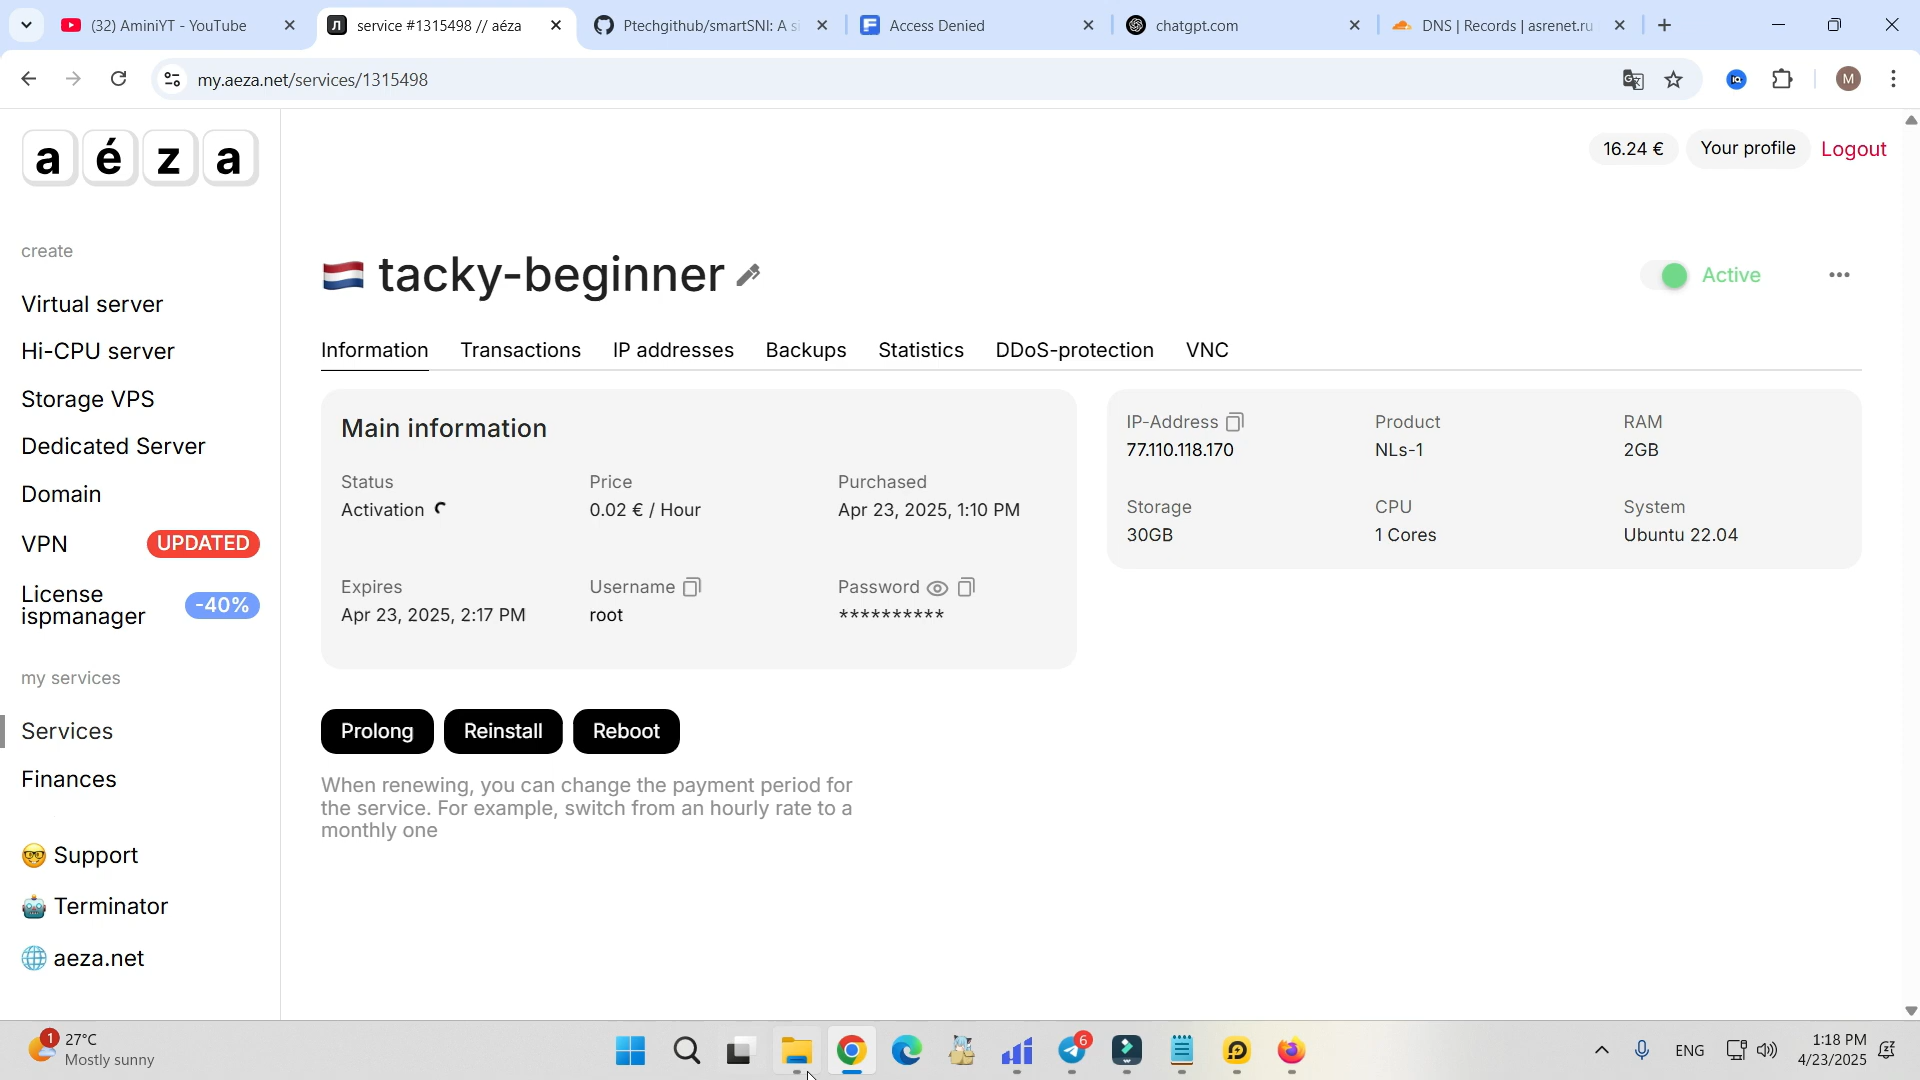 (32) AminiYT - YouTube
service #1315498 // aéza
Ptechgithub/smartSNI: A si
Access Denied
chatgpt.com
DNS | Records | asrenet.ru
my.aeza.net/services/1315498
M
a é z a
16.24 €
Your profile
Logout
create
Virtual server
Hi-CPU server
Storage VPS
Dedicated Server
Domain
VPN
UPDATED
License
ispmanager
-40%
my services
Services
Finances
Support
Terminator
aeza.net
tacky-beginner
Active
Information
Transactions
IP addresses
Backups
Statistics
DDoS-protection
VNC
Main information
Status
Price
Purchased
Activation
0.02 € / Hour
Apr 23, 2025, 1:10 PM
Expires
Username
Password
Apr 23, 2025, 2:17 PM
root
**********
IP-Address
Product
RAM
77.110.118.170
NLs-1
2GB
Storage
CPU
System
30GB
1 Cores
Ubuntu 22.04
Prolong
Reinstall
Reboot
When renewing, you can change the payment period for
the service. For example, switch from an hourly rate to a
monthly one
1
27°C
Mostly sunny
6
ENG
1:18 PM
4/23/2025